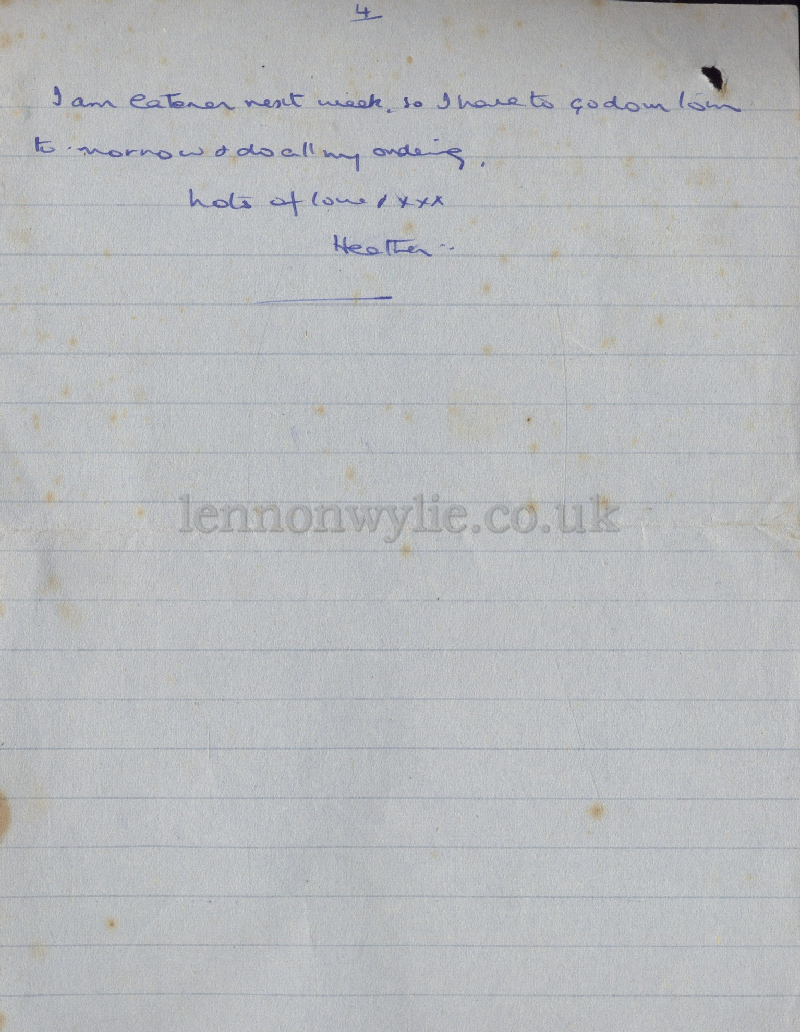 4
I am Caterer next week, so I have to go down town
to-morrow & do all my ordering.
Lots of love, xxx
Heather..
lennonwylie.co.uk